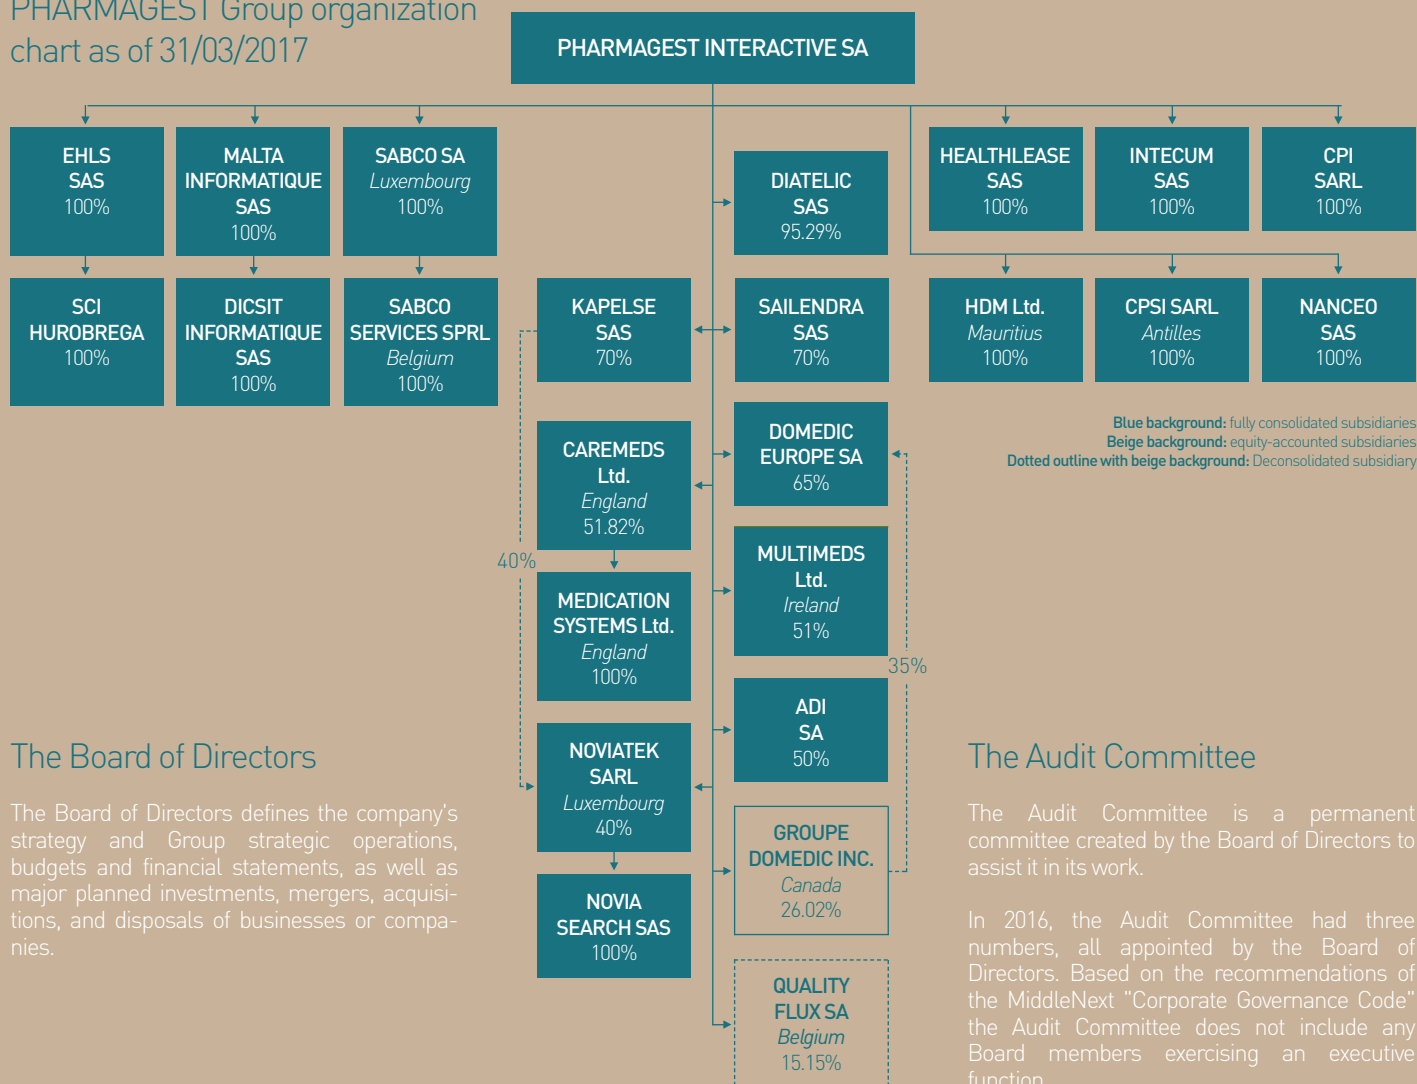 PHARMAGEST Group organization
chart as of 31/03/2017
PHARMAGEST INTERACTIVE SA
EHLS
SAS
100%
MALTA
INFORMATIQUE
SAS
100%
SABCO SA
Luxembourg
100%
DIATELIC
SAS
95.29%
HEALTHLEASE
SAS
100%
INTECUM
SAS
100%
CPI
SARL
100%
SCI
HUROBREGA
100%
DICSIT
INFORMATIQUE
SAS
100%
SABCO
SERVICES SPRL
Belgium
100%
KAPELSE
SAS
70%
SAILENDRA
SAS
70%
HDM Ltd.
Mauritius
100%
CPSI SARL
Antilles
100%
NANCEO
SAS
100%
Blue background: fully consolidated subsidiaries
Beige background: equity-accounted subsidiaries
Dotted outline with beige background: Deconsolidated subsidiary
CAREMEDS
Ltd.
England
51.82%
DOMEDIC
EUROPE SA
65%
40%
MULTIMEDS
Ltd.
Ireland
51%
MEDICATION
SYSTEMS Ltd.
England
100%
35%
ADI
SA
50%
NOVIATEK
SARL
Luxembourg
40%
GROUPE
DOMEDIC INC.
Canada
26.02%
NOVIA
SEARCH SAS
100%
QUALITY
FLUX SA
Belgium
15.15%
The Board of Directors
The Board of Directors defines the company's
strategy and Group strategic operations,
budgets and financial statements, as well as
major planned investments, mergers, acquisi-
tions, and disposals of businesses or compa-
nies.
The Audit Committee
The Audit Committee is a permanent
committee created by the Board of Directors to
assist it in its work.
In 2016, the Audit Committee had three
numbers, all appointed by the Board of
Directors. Based on the recommendations of
the MiddleNext "Corporate Governance Code"
the Audit Committee does not include any
Board members exercising an executive
function